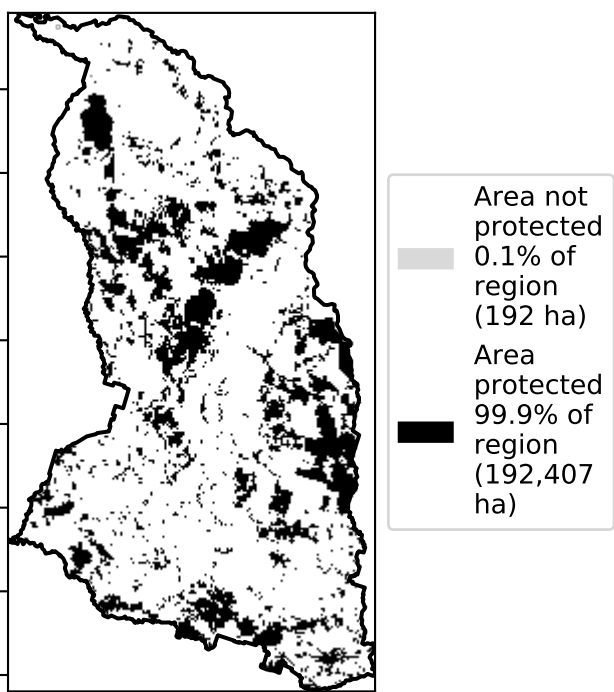 Area not
protected
0.1% of
region
(192 ha)
Area
protected
99.9% of
region
(192,407
ha)